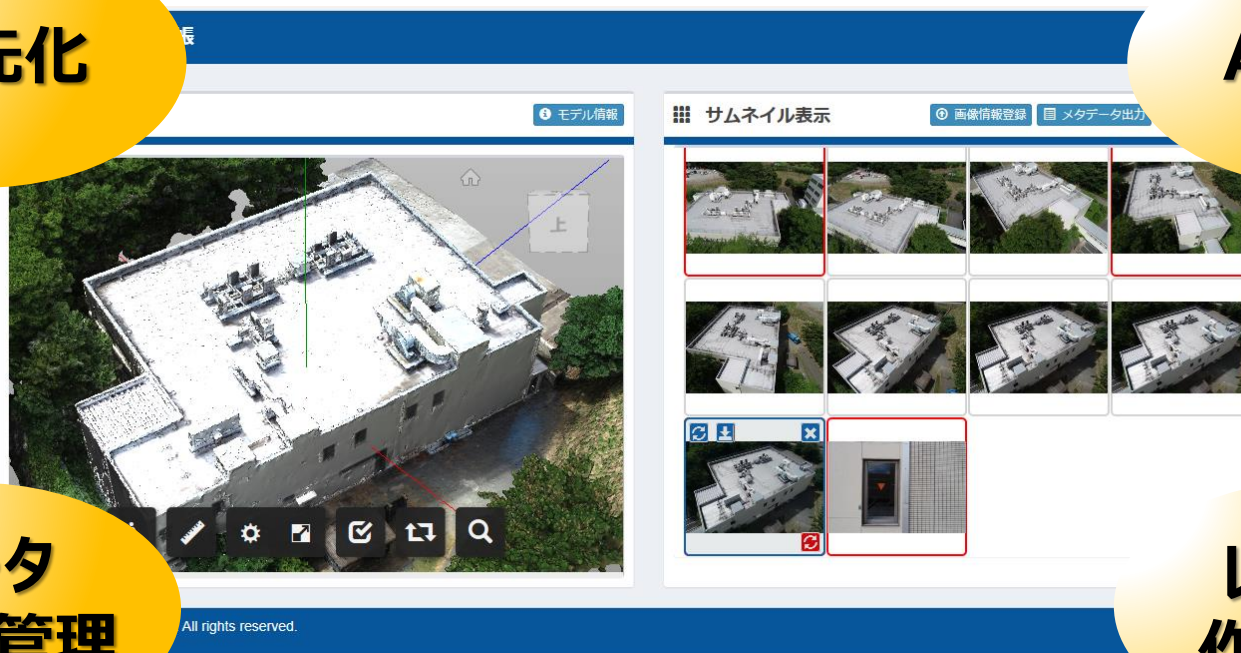 元化
A
帳
モデル情報
サムネイル表示
画像情報登録
メタデータ出力
上
タ
管理
All rights reserved.
作